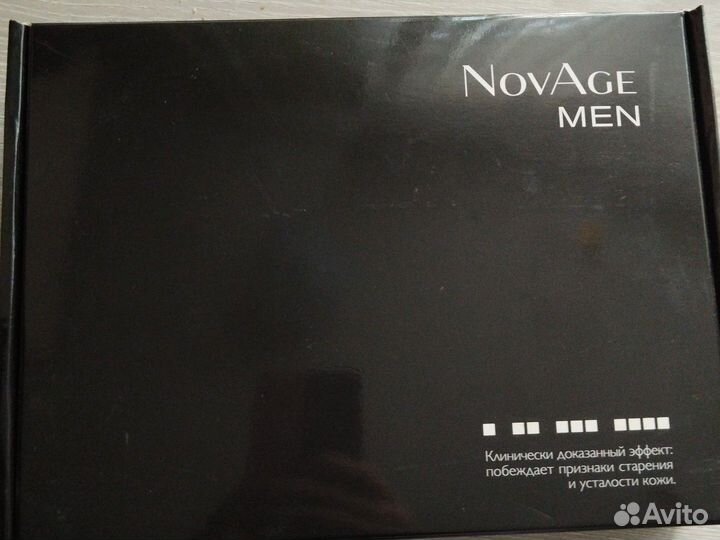 NOVAGE
MEN
Клинически доказанный эффект:
побеждает признаки старения
и усталости кожи.
Avito